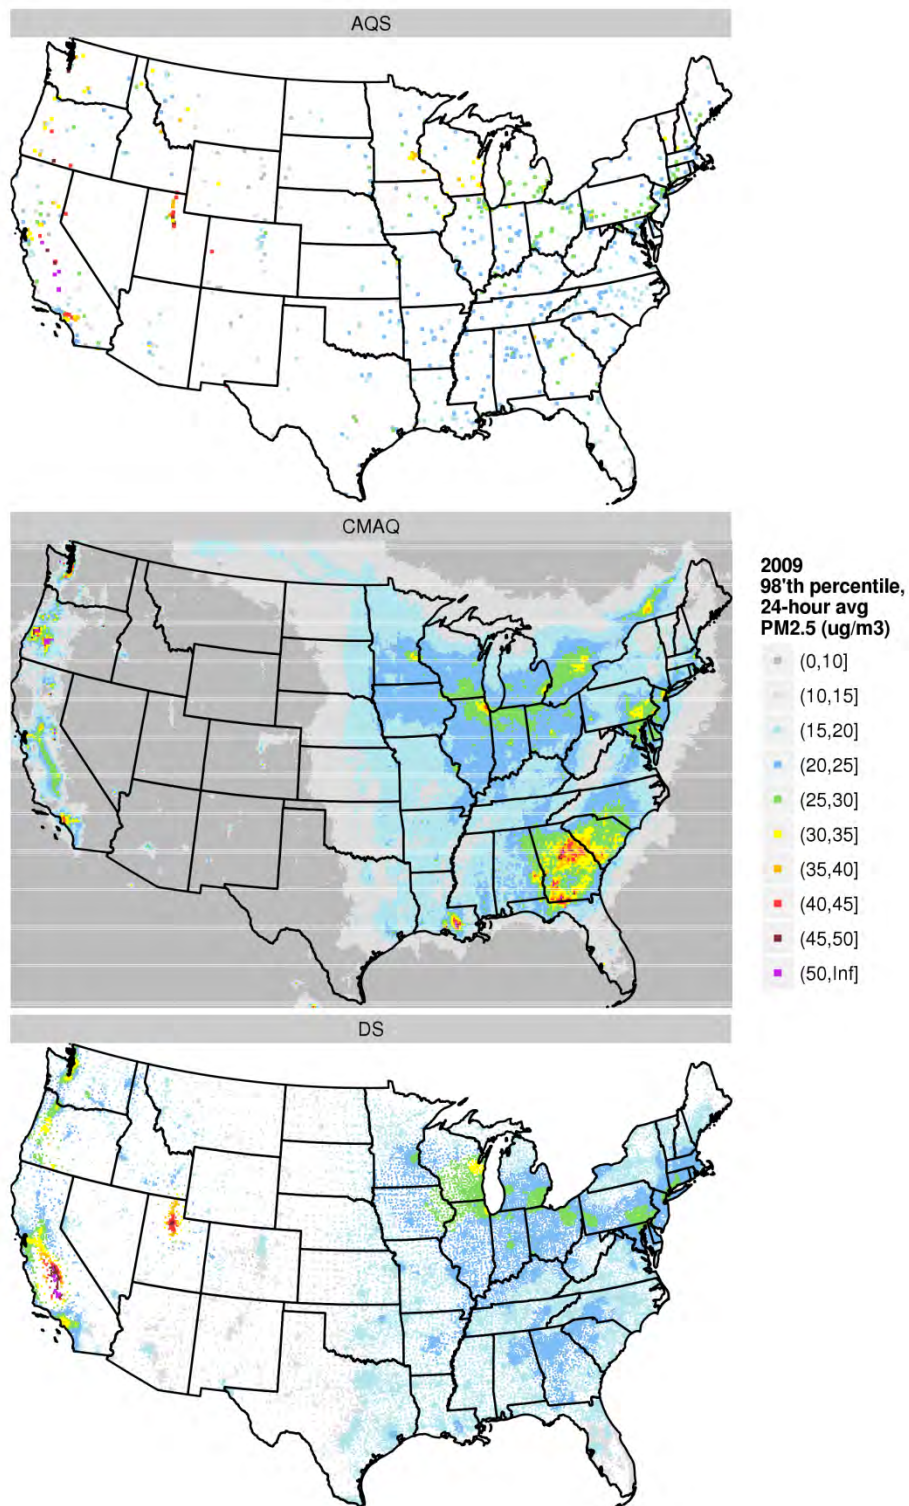 AQS
CMAQ
2009
98'th percentile,
24-hour avg
PM2.5 (ug/m3)
(0,10]
(10,15]
(15,20]
(20,25]
(25,30]
(30,35]
(35,40]
(40,45]
(45,50]
(50,Inf]
DS